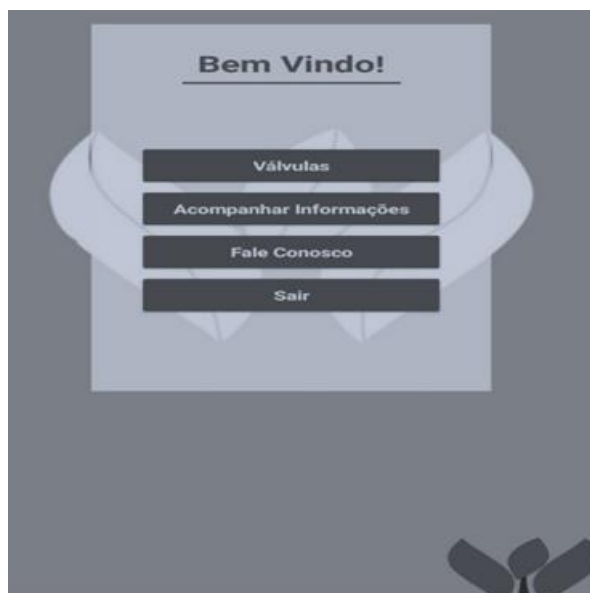 Bem Vindo!
Válvulas
Acompanhar Informações
Fale Conosco
Sair